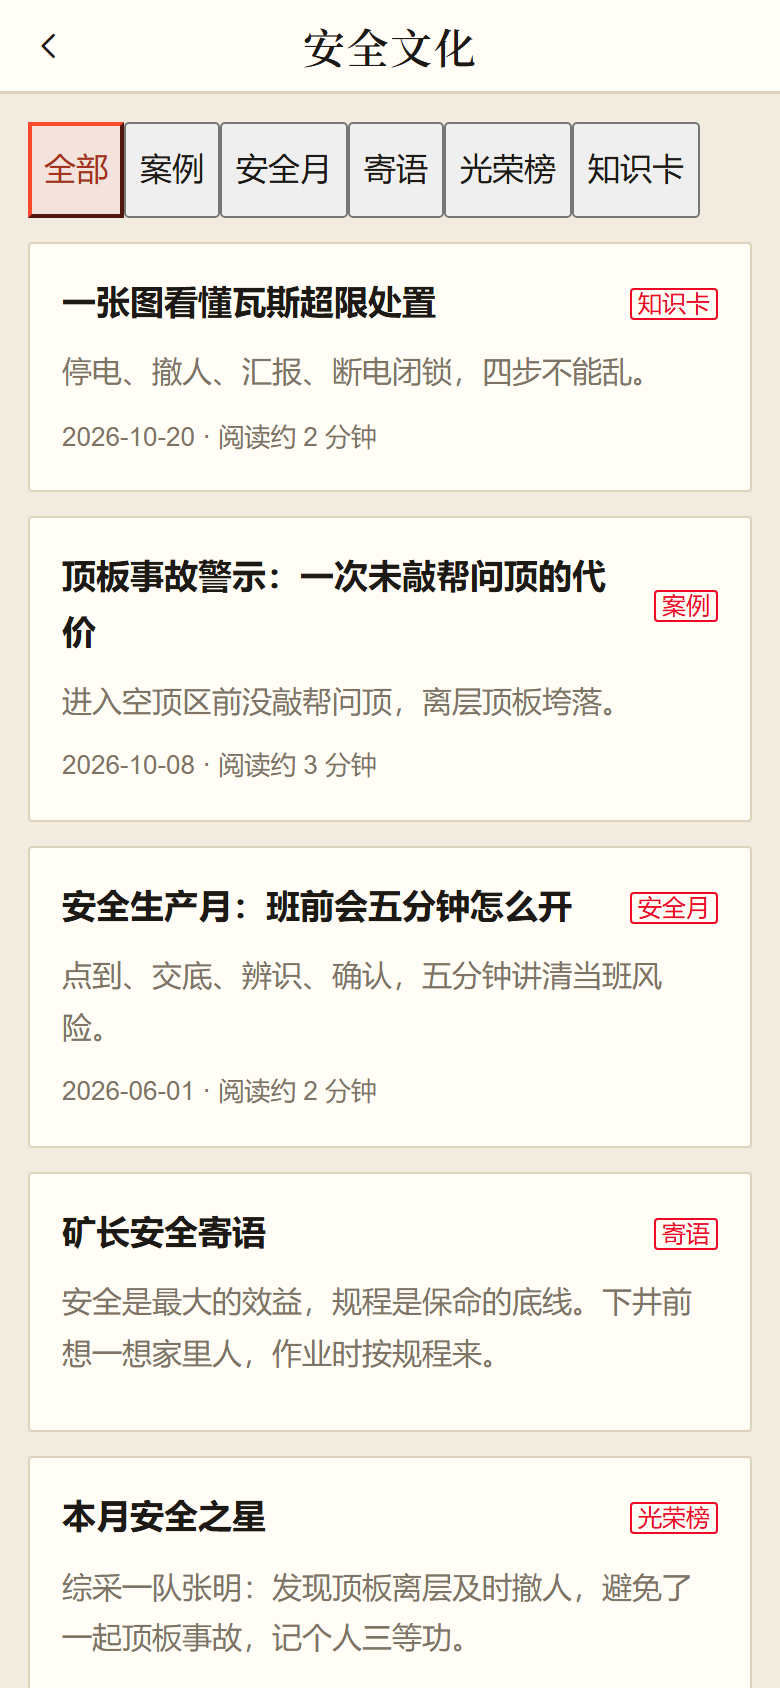 安全文化
全部 案例 安全月 寄语 光荣榜 知识卡
一张图看懂瓦斯超限处置 知识卡
停电、撤人、汇报、断电闭锁，四步不能乱。
2026-10-20 · 阅读约 2 分钟
顶板事故警示：一次未敲帮问顶的代
价
案例
进入空顶区前没敲帮问顶，离层顶板垮落。
2026-10-08 · 阅读约 3 分钟
安全生产月：班前会五分钟怎么开 安全月
点到、交底、辨识、确认，五分钟讲清当班风
险。
2026-06-01 · 阅读约 2 分钟
矿长安全寄语 寄语
安全是最大的效益，规程是保命的底线。下井前
想一想家里人，作业时按规程来。
本月安全之星 光荣榜
综采一队张明：发现顶板离层及时撤人，避免了
一起顶板事故，记个人三等功。